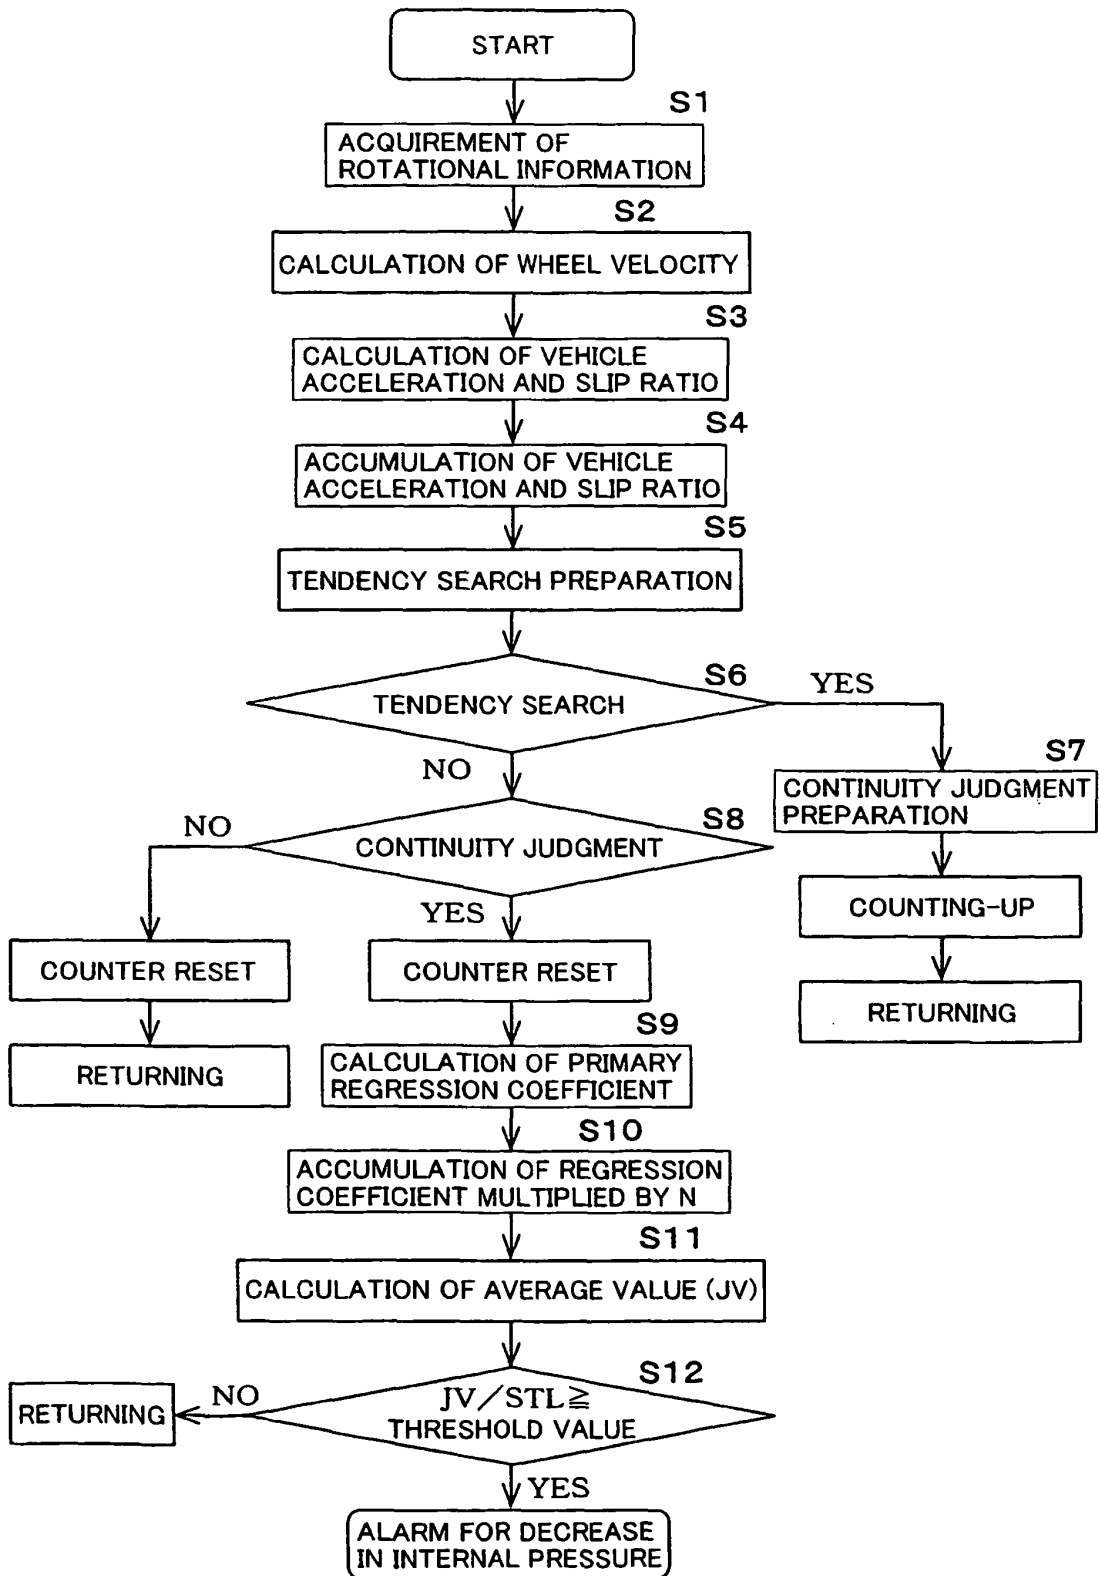 START
S1
ACQUIREMENT OF
ROTATIONAL INFORMATION
S2
CALCULATION OF WHEEL VELOCITY
S3
CALCULATION OF VEHICLE
ACCELERATION AND SLIP RATIO
S4
ACCUMULATION OF VEHICLE
ACCELERATION AND SLIP RATIO
S5
TENDENCY SEARCH PREPARATION
S6
TENDENCY SEARCH
YES
NO
S7
CONTINUITY JUDGMENT
PREPARATION
COUNTING-UP
RETURNING
S8
CONTINUITY JUDGMENT
NO
YES
COUNTER RESET
RETURNING
COUNTER RESET
S9
CALCULATION OF PRIMARY
REGRESSION COEFFICIENT
S10
ACCUMULATION OF REGRESSION
COEFFICIENT MULTIPLIED BY N
S11
CALCULATION OF AVERAGE VALUE (JV)
S12
JV/STL≧
THRESHOLD VALUE
NO
RETURNING
YES
ALARM FOR DECREASE
IN INTERNAL PRESSURE